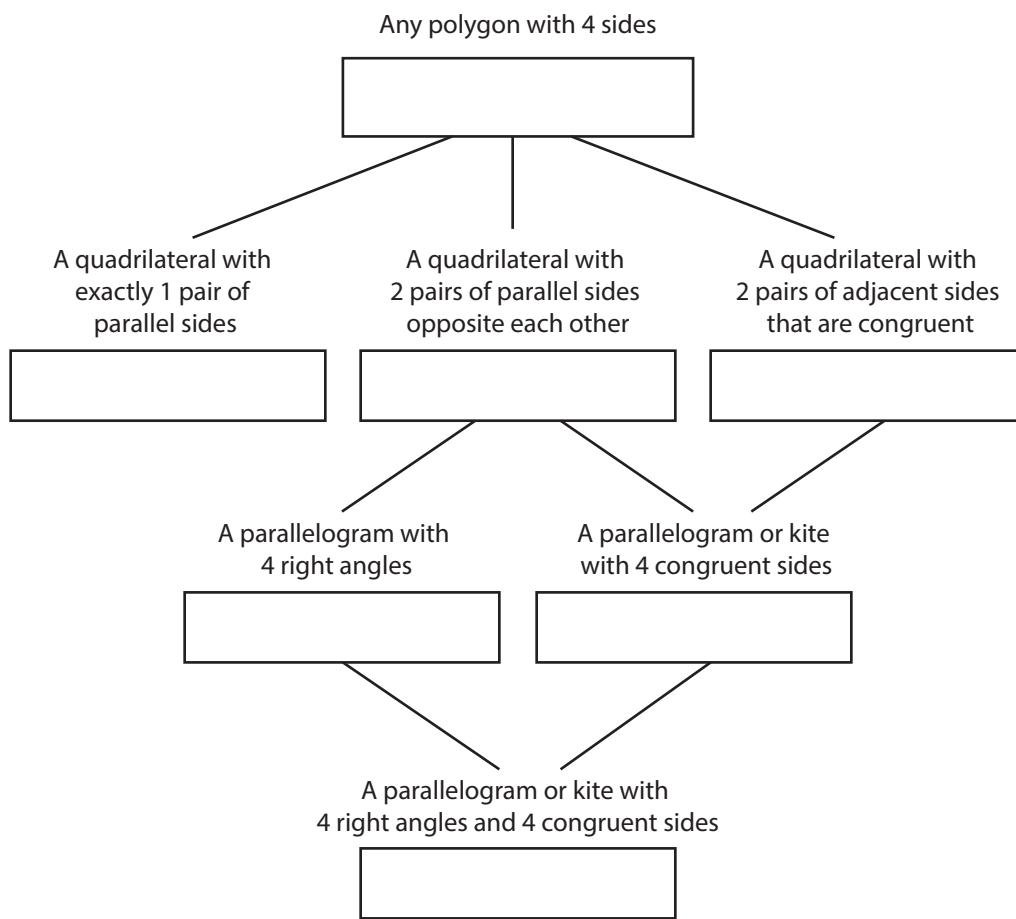 Any polygon with 4 sides
A quadrilateral with
exactly 1 pair of
parallel sides
A quadrilateral with
2 pairs of parallel sides
opposite each other
A quadrilateral with
2 pairs of adjacent sides
that are congruent
A parallelogram with
4 right angles
A parallelogram or kite
with 4 congruent sides
A parallelogram or kite with
4 right angles and 4 congruent sides